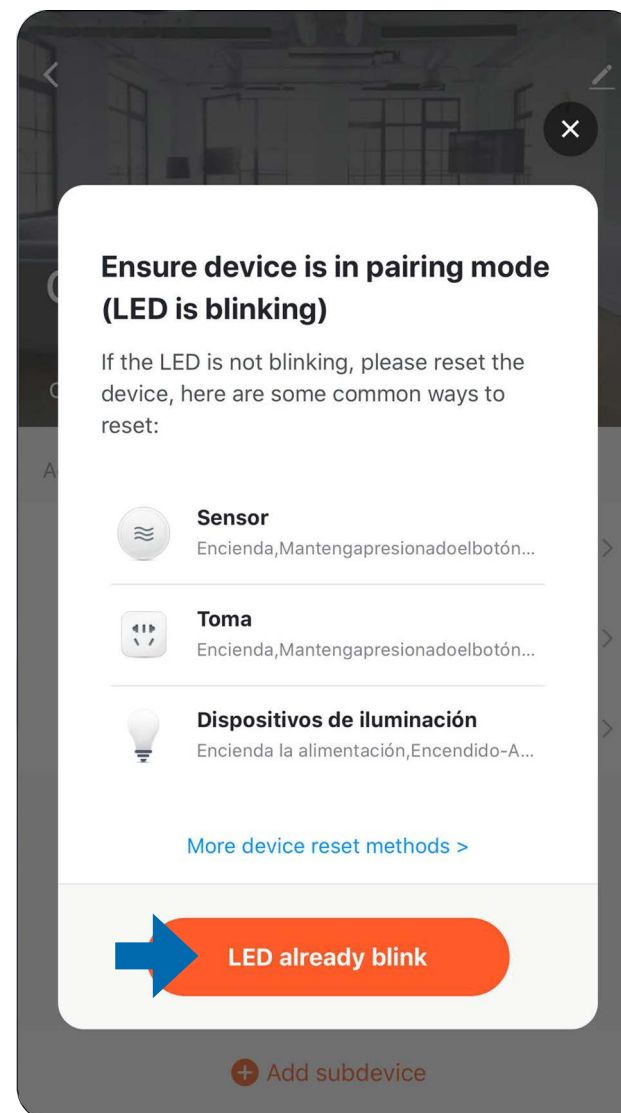 Ensure device is in pairing mode
(LED is blinking)
If the LED is not blinking, please reset the
device, here are some common ways to
reset:
Sensor
Encienda,Mantengapresionadoelbotón...
Toma
Encienda,Mantengapresionadoelbotón...
Dispositivos de iluminación
Encienda la alimentación,Encendido-A...
More device reset methods >
LED already blink
Add subdevice